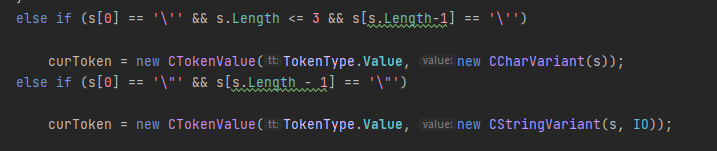 else if (s[0] == '\'' && s.Length <= 3 && s[s.Length-1] == '\'')
curToken = new CTokenValue( tt: TokenType.Value, value: new CCharVariant(s));
else if (s[0] == '\"' && s[s.Length - 1] == '\"')
curToken = new CTokenValue( tt: TokenType.Value, value: new CStringVariant(s, IO));